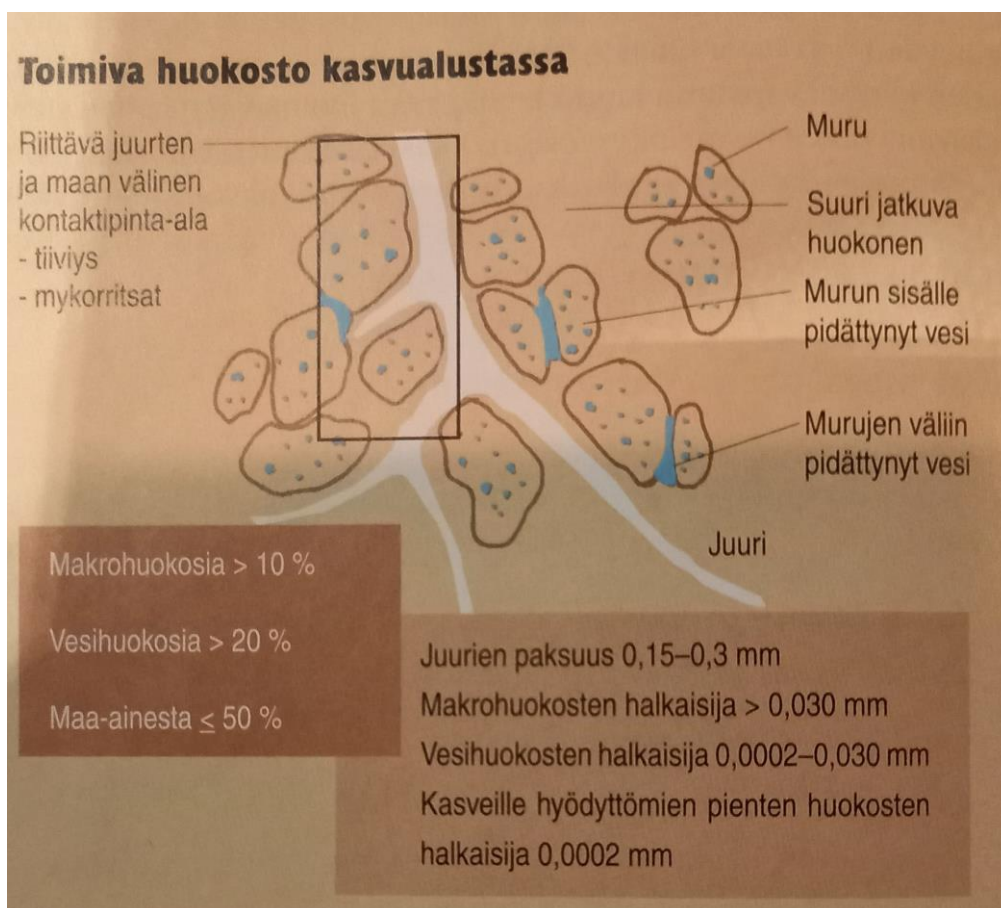 Toimiva huokosto kasvualustassa
Riittävä juurten
ja maan välinen
kontaktipinta-ala
- tiiviys
- mykorritsat
Muru
Suuri jatkuva
huokonen
Murun sisälle
pidättynyt vesi
Murujen väliin
pidättynyt vesi
Juuri
Makrohuokosia > 10 %
Vesihuokosia > 20 %
Maa-ainesta ≤ 50 %
Juurien paksuus 0,15–0,3 mm
Makrohuokosten halkaisija > 0,030 mm
Vesihuokosten halkaisija 0,0002–0,030 mm
Kasveille hyödyttömien pienten huokosten
halkaisija 0,0002 mm